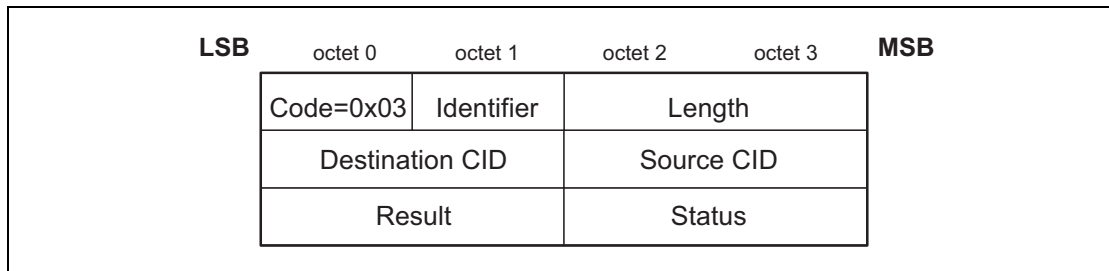 LSB octet 0 octet 1 octet 2 octet 3 MSB
Code=0x03 Identifier Length
Destination CID Source CID
Result Status